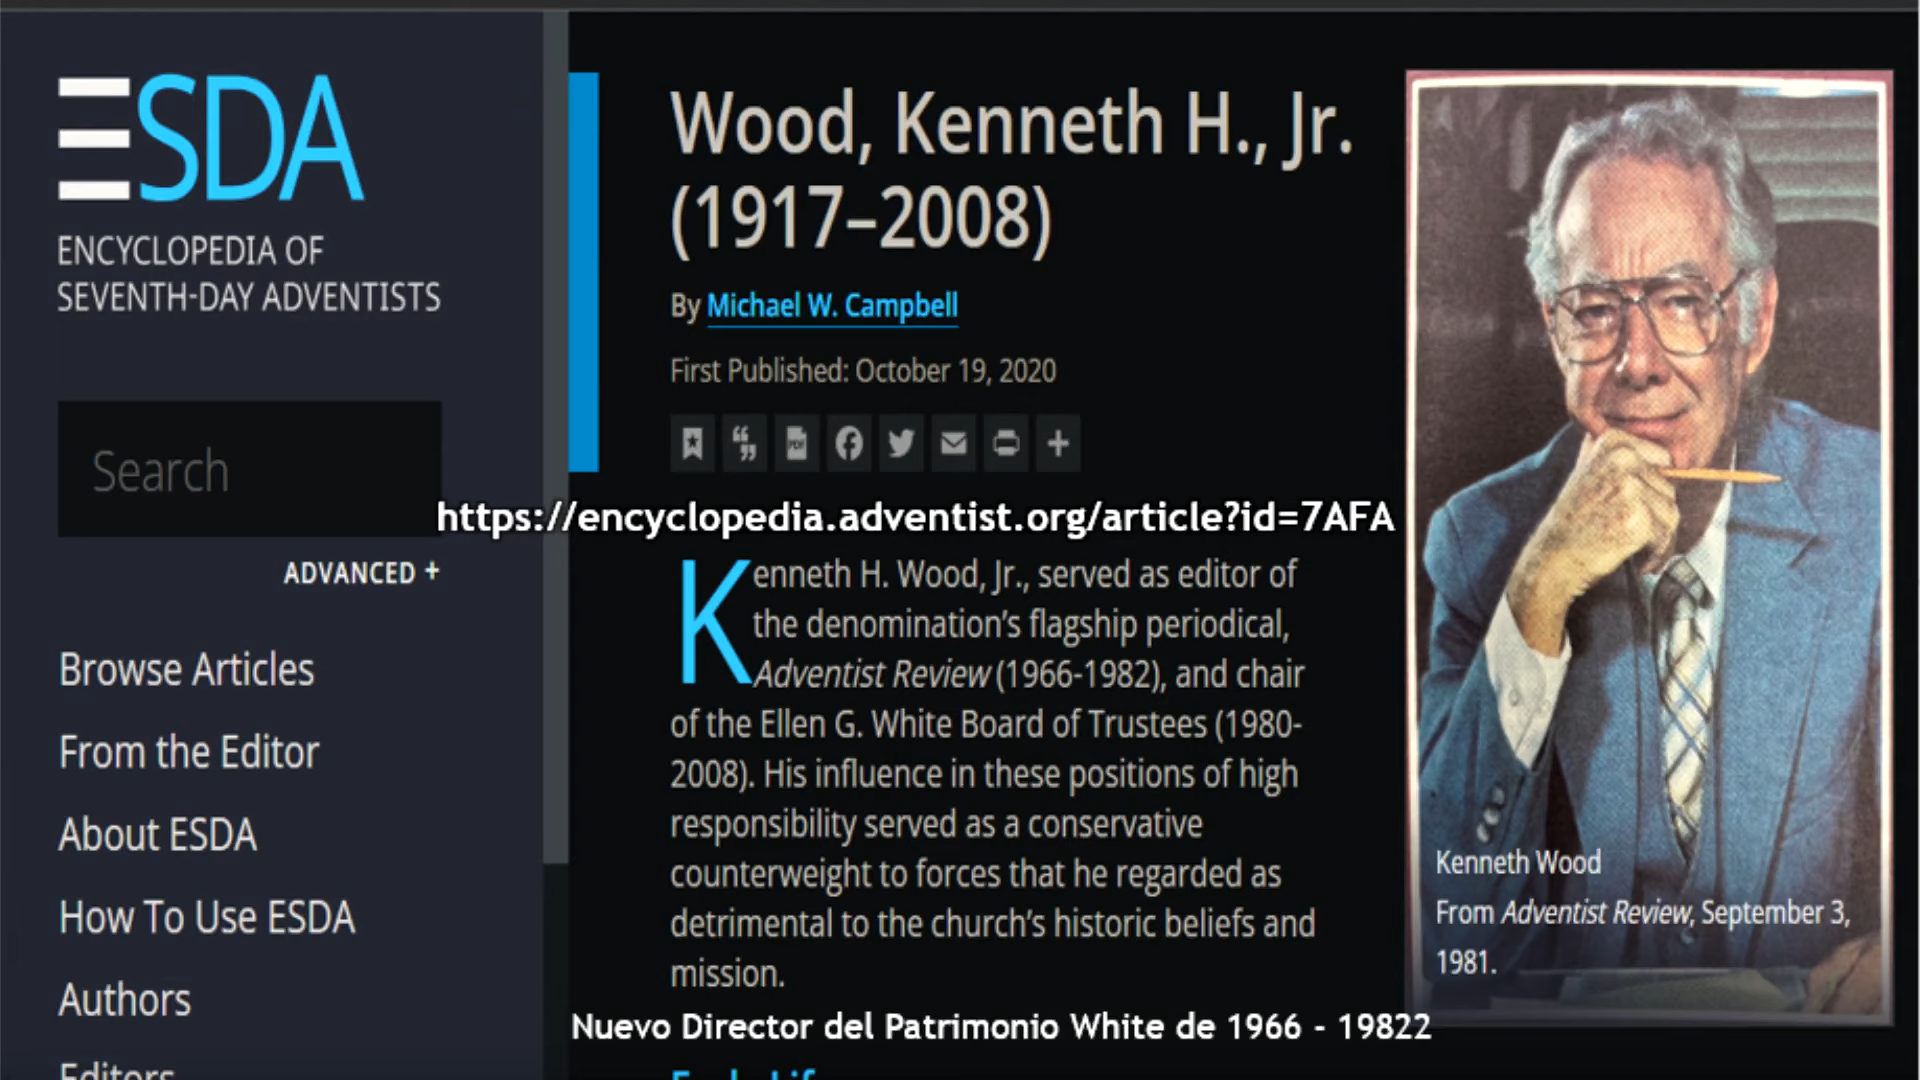 ESDA
ENCYCLOPEDIA OF
SEVENTH-DAY ADVENTISTS
Search
ADVANCED +
Browse Articles
From the Editor
About ESDA
How To Use ESDA
Authors
Editors
Wood, Kenneth H., Jr.
(1917–2008)
By Michael W. Campbell
First Published: October 19, 2020
PDF
https://encyclopedia.adventist.org/article?id=7AFA
Kenneth H. Wood, Jr., served as editor of
the denomination’s flagship periodical,
Adventist Review (1966-1982), and chair
of the Ellen G. White Board of Trustees (1980-
2008). His influence in these positions of high
responsibility served as a conservative
counterweight to forces that he regarded as
detrimental to the church’s historic beliefs and
mission.
Nuevo Director del Patrimonio White de 1966 - 19822
Kenneth Wood
From Adventist Review, September 3,
1981.